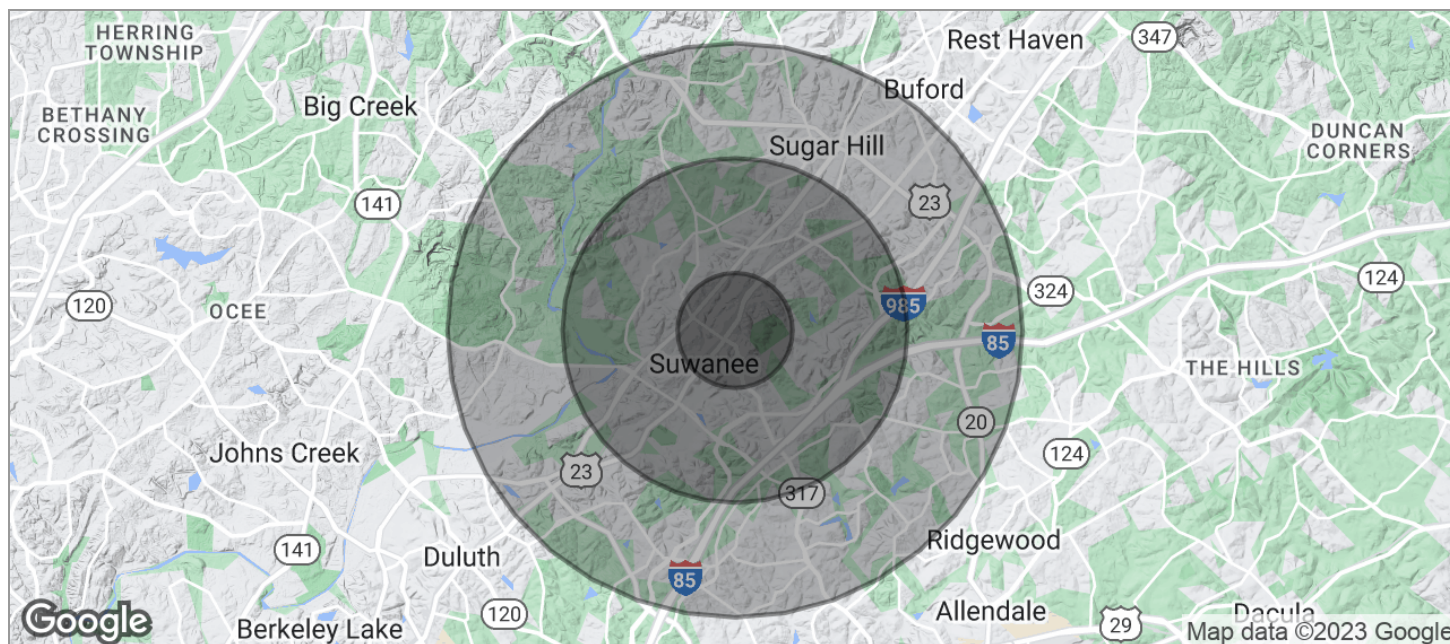 HERRING
TOWNSHIP
Rest Haven
347
Buford
Big Creek
BETHANY
CROSSING
Sugar Hill
DUNCAN
CORNERS
141
23
120
OCEE
985
324
124
85
Suwanee
THE HILLS
20
Johns Creek
124
23
317
141
Duluth
Ridgewood
85
120
Allendale
29
Dacula
Google
Berkeley Lake
Map data ©2023 Google